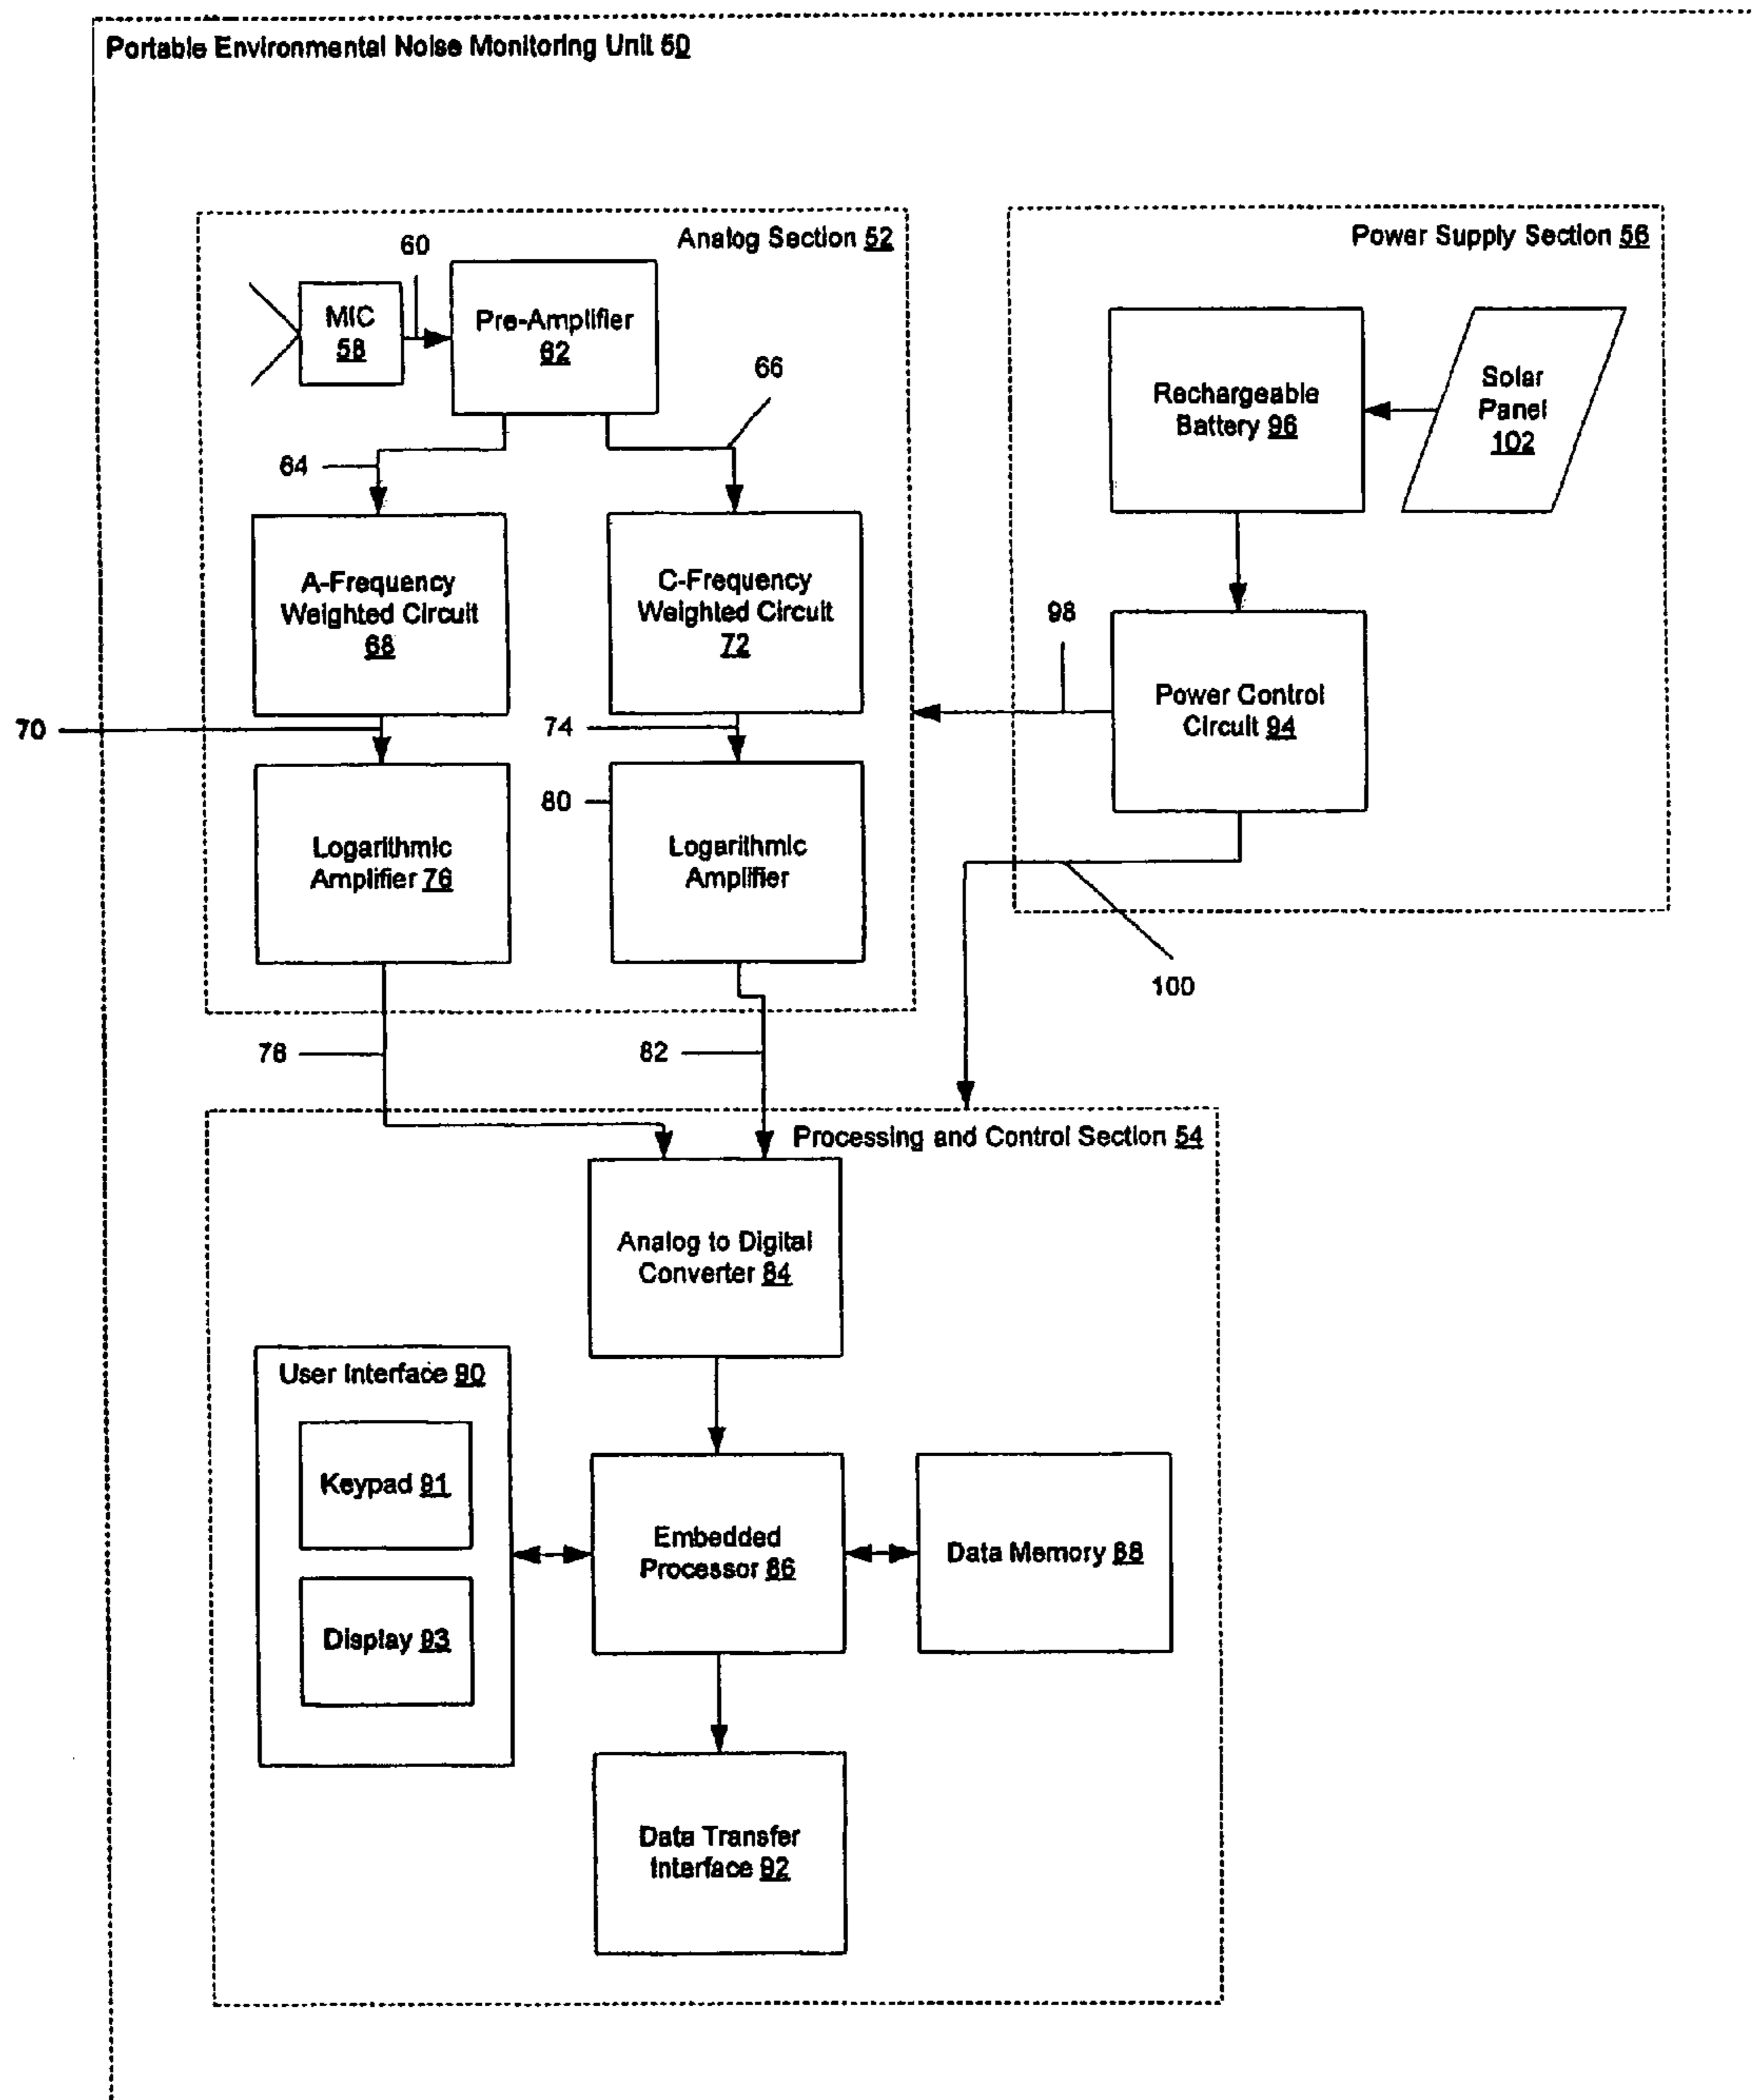 Portable Environmental Noise Monitoring Unit 50
Analog Section 52
60
MIC
58
Pre-Amplifier
62
66
64
A-Frequency
Weighted Circuit
68
C-Frequency
Weighted Circuit
72
70
74
80
Logarithmic
Amplifier 76
Logarithmic
Amplifier
78
82
Power Supply Section 56
Rechargeable
Battery 96
Solar
Panel
102
98
Power Control
Circuit 94
100
Processing and Control Section 54
Analog to Digital
Converter 84
User Interface 90
Keypad 91
Display 93
Embedded
Processor 86
Data Memory 88
Data Transfer
Interface 92